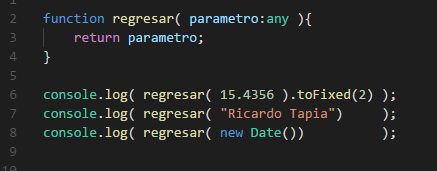 1
2 function regresar( parametro:any ){
3     return parametro;
4 }
5
6 console.log( regresar( 15.4356 ).toFixed(2) );
7 console.log( regresar( "Ricardo Tapia")     );
8 console.log( regresar( new Date())          );
9
10